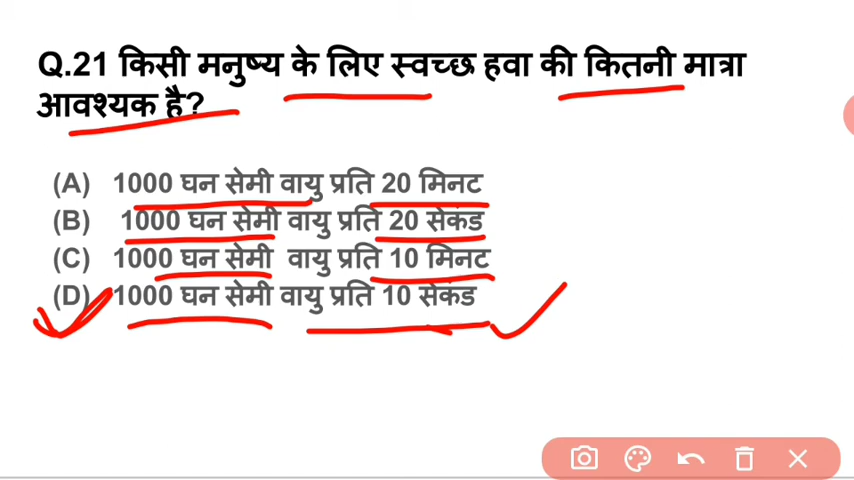 Q.21 किसी मनुष्य के लिए स्वच्छ हवा की कितनी मात्रा
आवश्यक है?
(A) 1000 घन सेमी वायु प्रति 20 मिनट
(B) 1000 घन सेमी वायु प्रति 20 सेकंड
(C) 1000 घन सेमी वायु प्रति 10 मिनट
(D) 1000 घन सेमी वायु प्रति 10 सेकंड